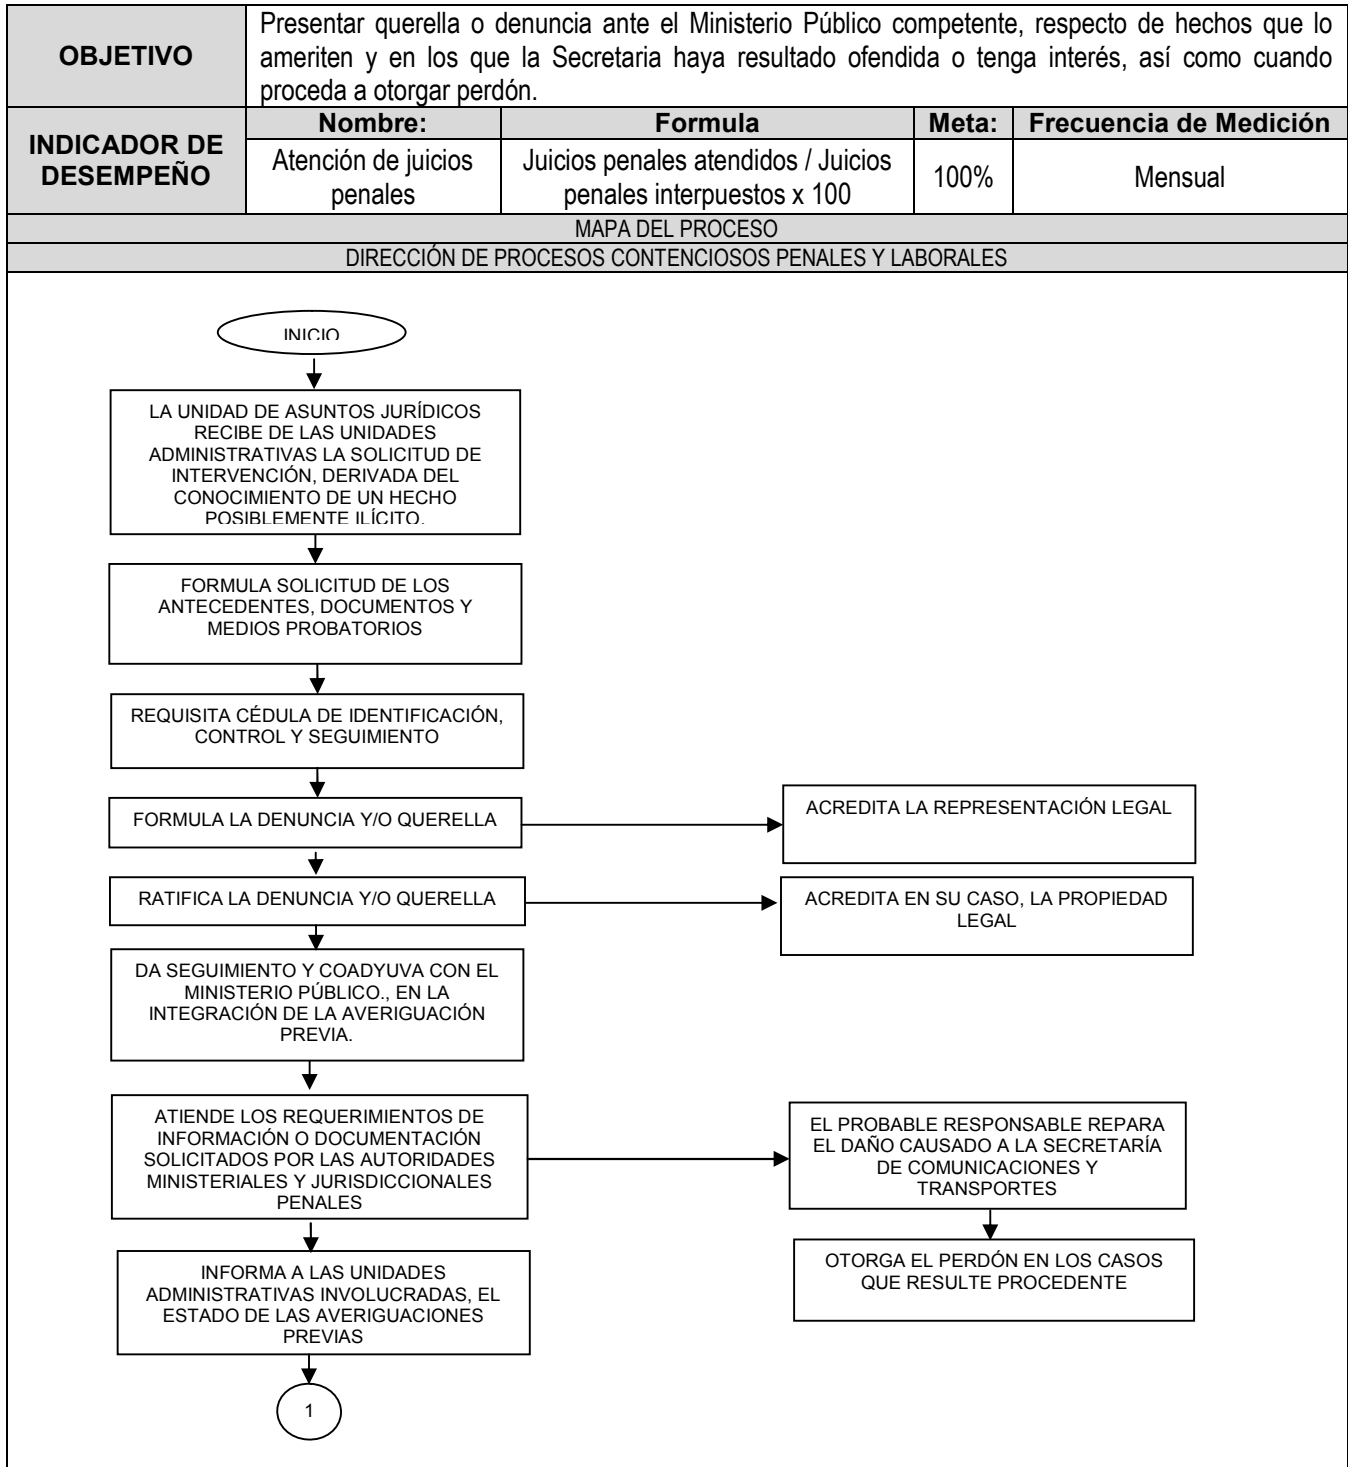 OBJETIVO
Presentar querella o denuncia ante el Ministerio Público competente, respecto de hechos que lo
ameriten y en los que la Secretaria haya resultado ofendida o tenga interés, así como cuando
proceda a otorgar perdón.
INDICADOR DE
DESEMPEÑO
Nombre:
Formula
Meta:
Frecuencia de Medición
Atención de juicios
penales
Juicios penales atendidos / Juicios
penales interpuestos x 100
100%
Mensual
MAPA DEL PROCESO
DIRECCIÓN DE PROCESOS CONTENCIOSOS PENALES Y LABORALES
INICIO
LA UNIDAD DE ASUNTOS JURÍDICOS
RECIBE DE LAS UNIDADES
ADMINISTRATIVAS LA SOLICITUD DE
INTERVENCIÓN, DERIVADA DEL
CONOCIMIENTO DE UN HECHO
POSIBLEMENTE ILÍCITO.
FORMULA SOLICITUD DE LOS
ANTECEDENTES, DOCUMENTOS Y
MEDIOS PROBATORIOS
REQUISITA CÉDULA DE IDENTIFICACIÓN,
CONTROL Y SEGUIMIENTO
FORMULA LA DENUNCIA Y/O QUERELLA
ACREDITA LA REPRESENTACIÓN LEGAL
RATIFICA LA DENUNCIA Y/O QUERELLA
ACREDITA EN SU CASO, LA PROPIEDAD
LEGAL
DA SEGUIMIENTO Y COADYUVA CON EL
MINISTERIO PÚBLICO., EN LA
INTEGRACIÓN DE LA AVERIGUACIÓN
PREVIA.
ATIENDE LOS REQUERIMIENTOS DE
INFORMACIÓN O DOCUMENTACIÓN
SOLICITADOS POR LAS AUTORIDADES
MINISTERIALES Y JURISDICCIONALES
PENALES
EL PROBABLE RESPONSABLE REPARA
EL DAÑO CAUSADO A LA SECRETARÍA
DE COMUNICACIONES Y
TRANSPORTES
INFORMA A LAS UNIDADES
ADMINISTRATIVAS INVOLUCRADAS, EL
ESTADO DE LAS AVERIGUACIONES
PREVIAS
OTORGA EL PERDÓN EN LOS CASOS
QUE RESULTE PROCEDENTE
1